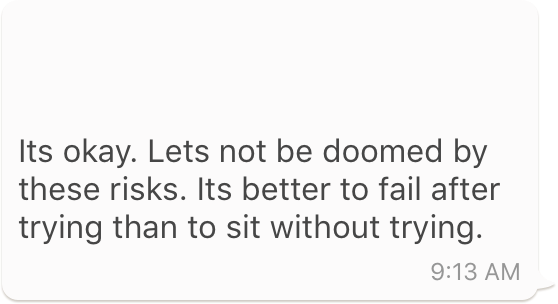 Its okay. Lets not be doomed by
these risks. Its better to fail after
trying than to sit without trying.
9:13 AM